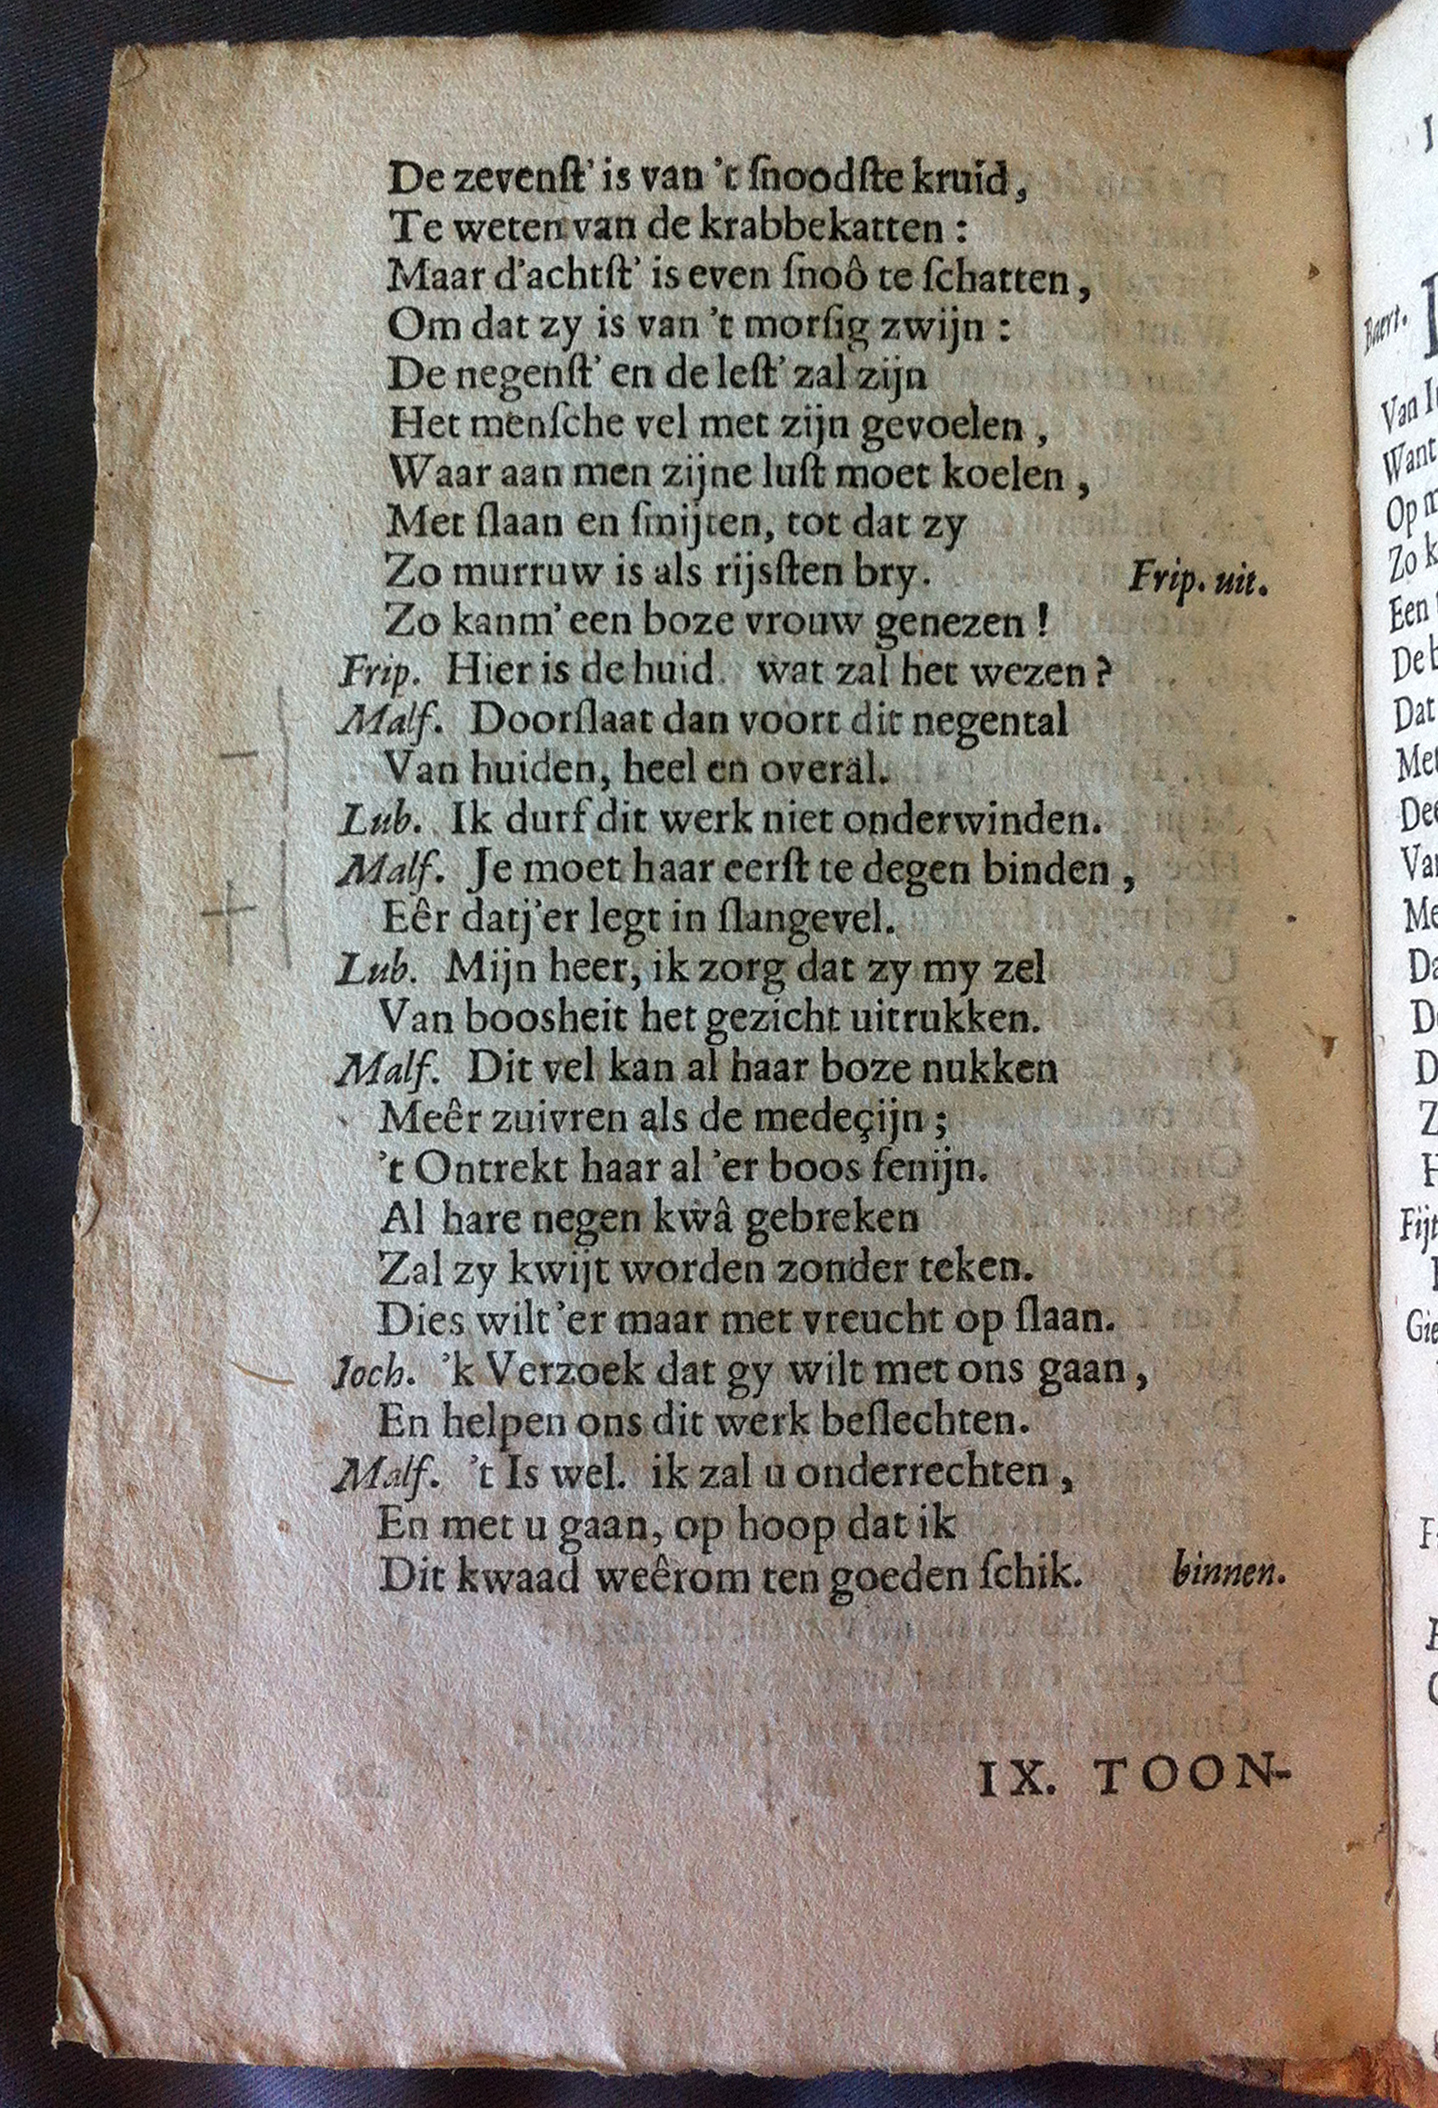 De zevenſt' is van 't ſnoodſte kruid,
Te weten van de krabbekatten :
Maar d'achtſt' is even ſnoô te ſchatten,
Om dat zy is van 't morſig zwijn :
De negenſt' en de leſt' zal zijn
Het menſche vel met zijn gevoelen,
Waar aan men zijne luſt moet koelen,
Met ſlaan en ſmijten, tot dat zy
Zo murruw is als rijsſten bry. Frip. uit.
Zo kanm' een boze vrouw genezen !
Frip. Hier is de huid. wat zal het wezen ?
Malf. Doorſlaat dan voort dit negental
Van huiden, heel en overal.
Lub. Ik durf dit werk niet onderwinden.
Malf. Je moet haar eerſt te degen binden,
Eêr datj'er legt in ſlangevel.
Lub. Mijn heer, ik zorg dat zy my zel
Van boosheit het gezicht uitrukken.
Malf. Dit vel kan al haar boze nukken
Meêr zuivren als de medeçijn;
't Ontrekt haar al 'er boos fenijn.
Al hare negen kwâ gebreken
Zal zy kwijt worden zonder teken.
Dies wilt 'er maar met vreucht op ſlaan.
Ioch. 'k Verzoek dat gy wilt met ons gaan,
En helpen ons dit werk beſlechten.
Malf. 't Is wel. ik zal u onderrechten,
En met u gaan, op hoop dat ik
Dit kwaad weêrom ten goeden ſchik. binnen.
IX. TOON-
Baert.
Van
Want
Op
Zo
Een
De
Dat